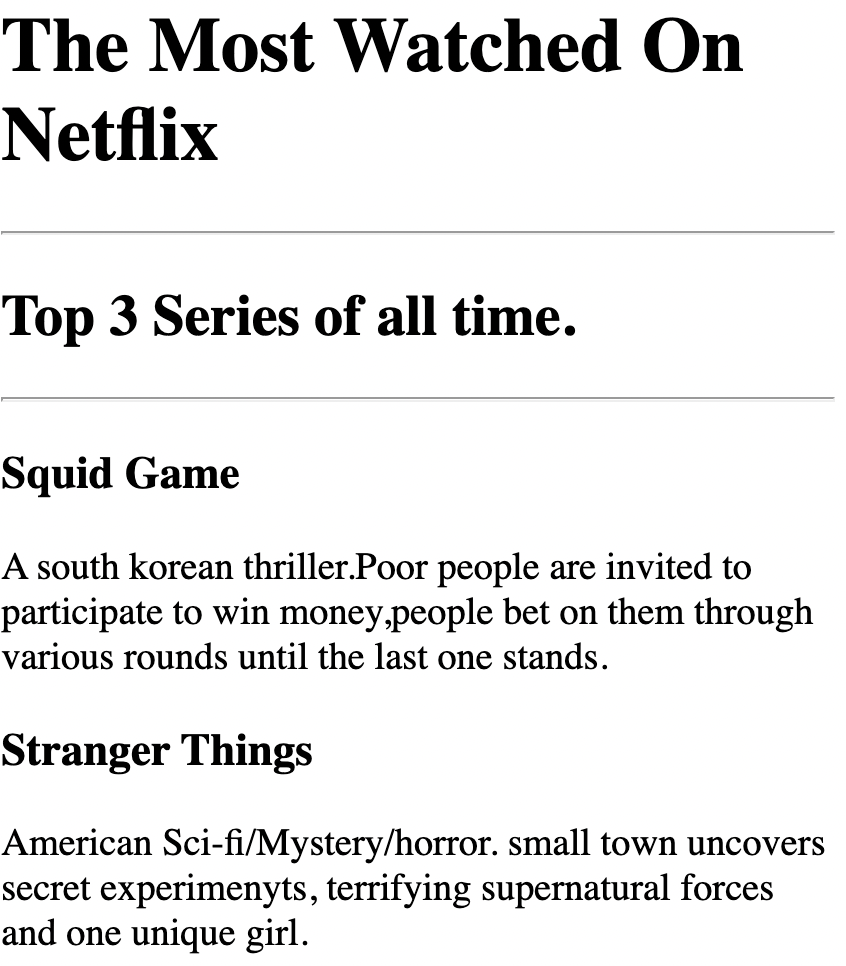 The Most Watched On
Netflix
Top 3 Series of all time.
Squid Game
A south korean thriller.Poor people are invited to
participate to win money,people bet on them through
various rounds until the last one stands.
Stranger Things
American Sci-fi/Mystery/horror. small town uncovers
secret experimenyts, terrifying supernatural forces
and one unique girl.